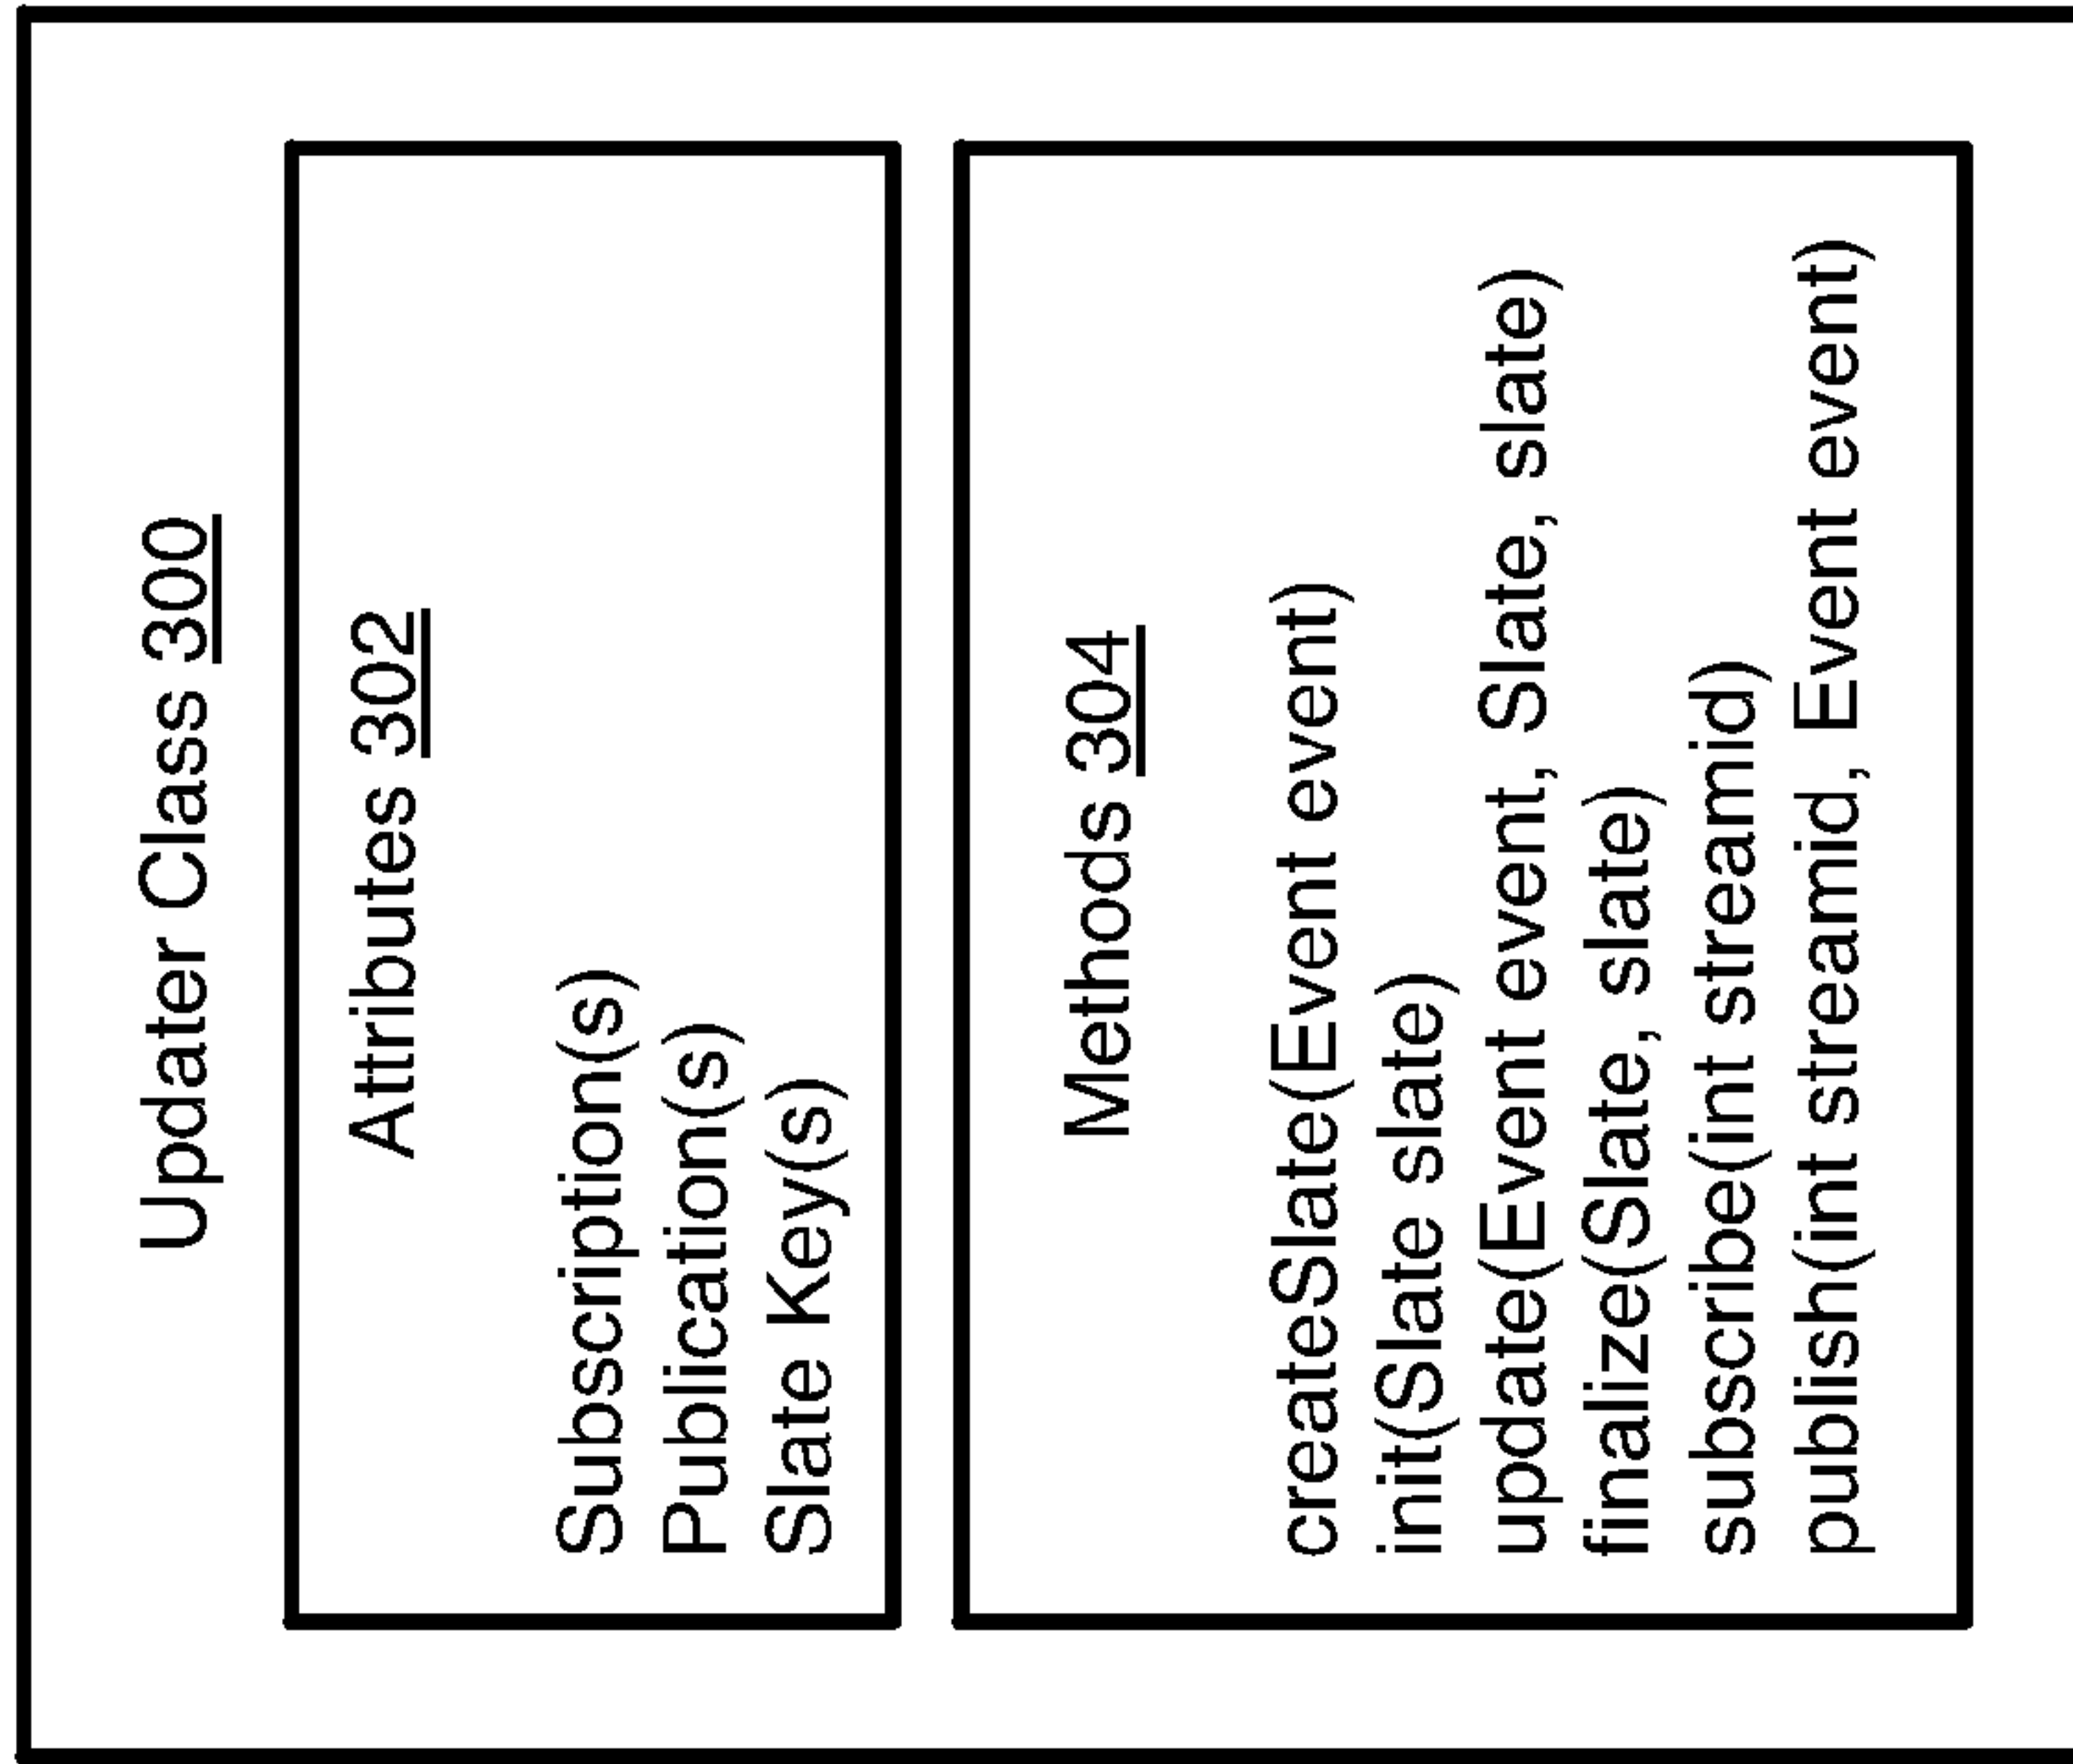 Updater Class 300
Attributes 302
Subscription(s)
Publication(s)
Slate Key(s)
Methods 304
createSlate(Event event)
init(Slate slate)
update(Event event, Slate, slate)
finalize(Slate, slate)
subscribe(int streamid)
publish(int streamid, Event event)